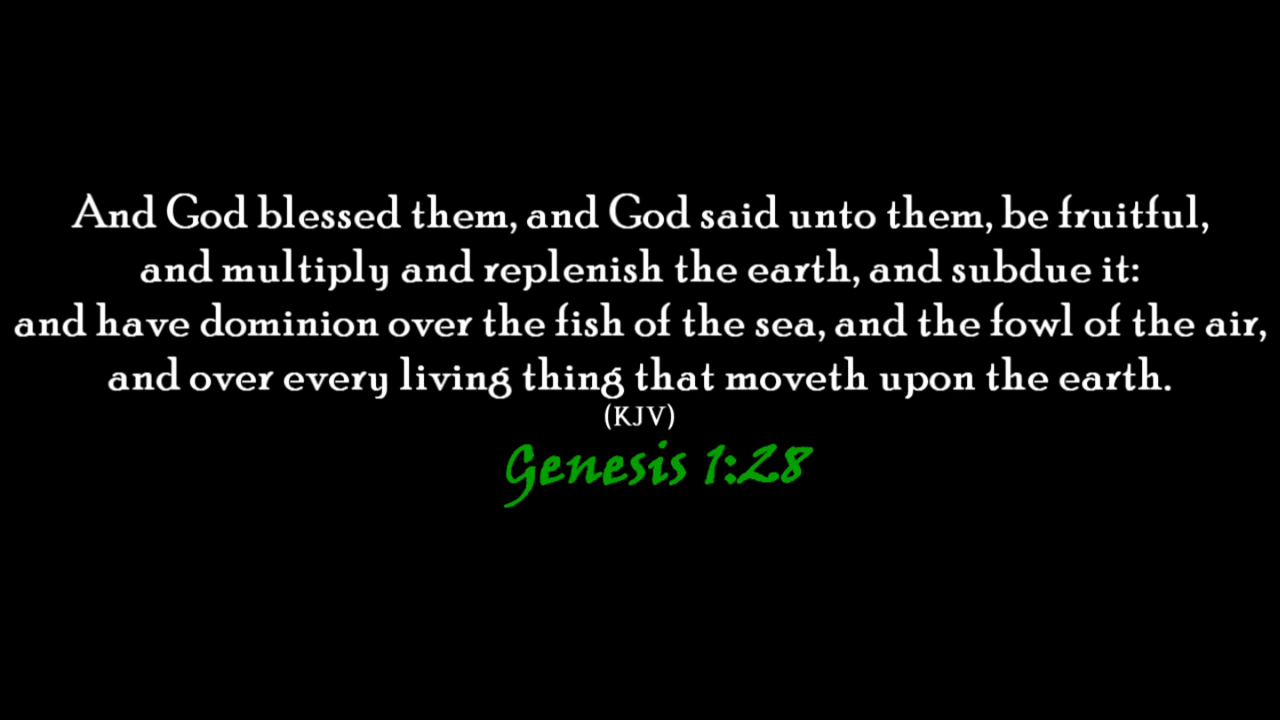 And God blessed them, and God said unto them, be fruitful,
and multiply and replenish the earth, and subdue it:
and have dominion over the fish of the sea, and the fowl of the air,
and over every living thing that moveth upon the earth.
(KJV)
Genesis 1:28